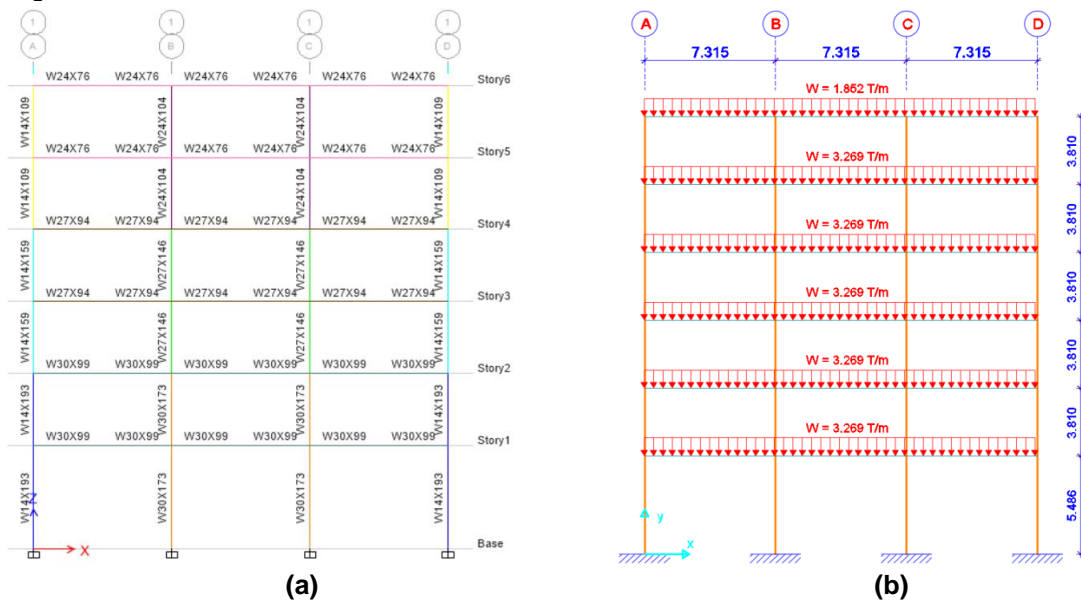 1 1 1 1
A B C D
W24X76 W24X76 W24X76 W24X76 W24X76 W24X76 Story6
W14X109 W24X104 W24X104 W14X109
W24X76 W24X76 W24X76 W24X76 W24X76 W24X76 Story5
W14X109 W24X104 W24X104 W14X109
W27X94 W27X94 W27X94 W27X94 W27X94 W27X94 Story4
W14X159 W27X146 W27X146 W14X159
W27X94 W27X94 W27X94 W27X94 W27X94 W27X94 Story3
W14X159 W27X146 W27X146 W14X159
W30X99 W30X99 W30X99 W30X99 W30X99 W30X99 Story2
W14X193 W30X173 W30X173 W14X193
W30X99 W30X99 W30X99 W30X99 W30X99 W30X99 Story1
W14X193 W30X173 W30X173 W14X193
Z
X
Base
(a)
A B C D
7.315 7.315 7.315
W = 1.852 T/m
3.810
W = 3.269 T/m
3.810
W = 3.269 T/m
3.810
W = 3.269 T/m
3.810
W = 3.269 T/m
3.810
W = 3.269 T/m
5.486
y
x
(b)